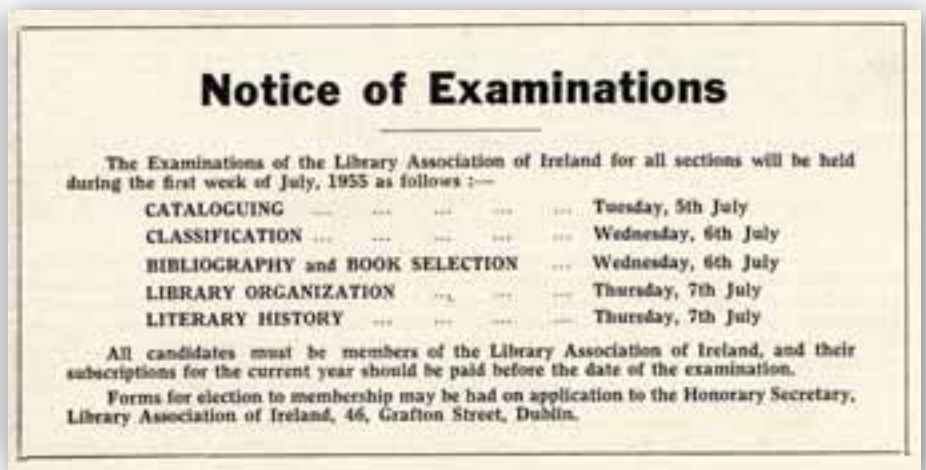 Notice of Examinations
The Examinations of the Library Association of Ireland for all sections will be held
during the first week of July, 1955 as follows :—
CATALOGUING ... ... ... ... ... Tuesday, 5th July
CLASSIFICATION ... ... ... ... ... Wednesday, 6th July
BIBLIOGRAPHY and BOOK SELECTION ... Wednesday, 6th July
LIBRARY ORGANIZATION ... ... ... Thursday, 7th July
LITERARY HISTORY ... ... ... ... Thursday, 7th July
All candidates must be members of the Library Association of Ireland, and their
subscriptions for the current year should be paid before the date of the examination.
Forms for election to membership may be had on application to the Honorary Secretary,
Library Association of Ireland, 46, Grafton Street, Dublin.